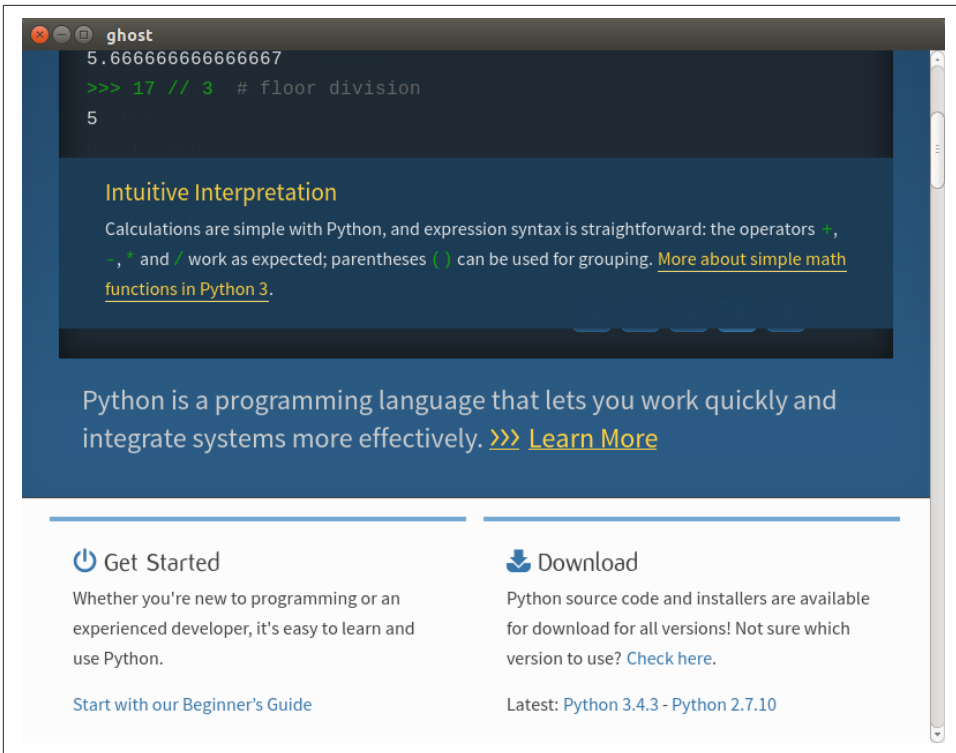 ghost
5.666666666666667
>>> 17 // 3  # floor division
5
Intuitive Interpretation
Calculations are simple with Python, and expression syntax is straightforward: the operators +,
-, * and / work as expected; parentheses () can be used for grouping. More about simple math
functions in Python 3.
Python is a programming language that lets you work quickly and
integrate systems more effectively. >>> Learn More
Get Started
Whether you're new to programming or an
experienced developer, it's easy to learn and
use Python.
Start with our Beginner’s Guide
Download
Python source code and installers are available
for download for all versions! Not sure which
version to use? Check here.
Latest: Python 3.4.3 - Python 2.7.10